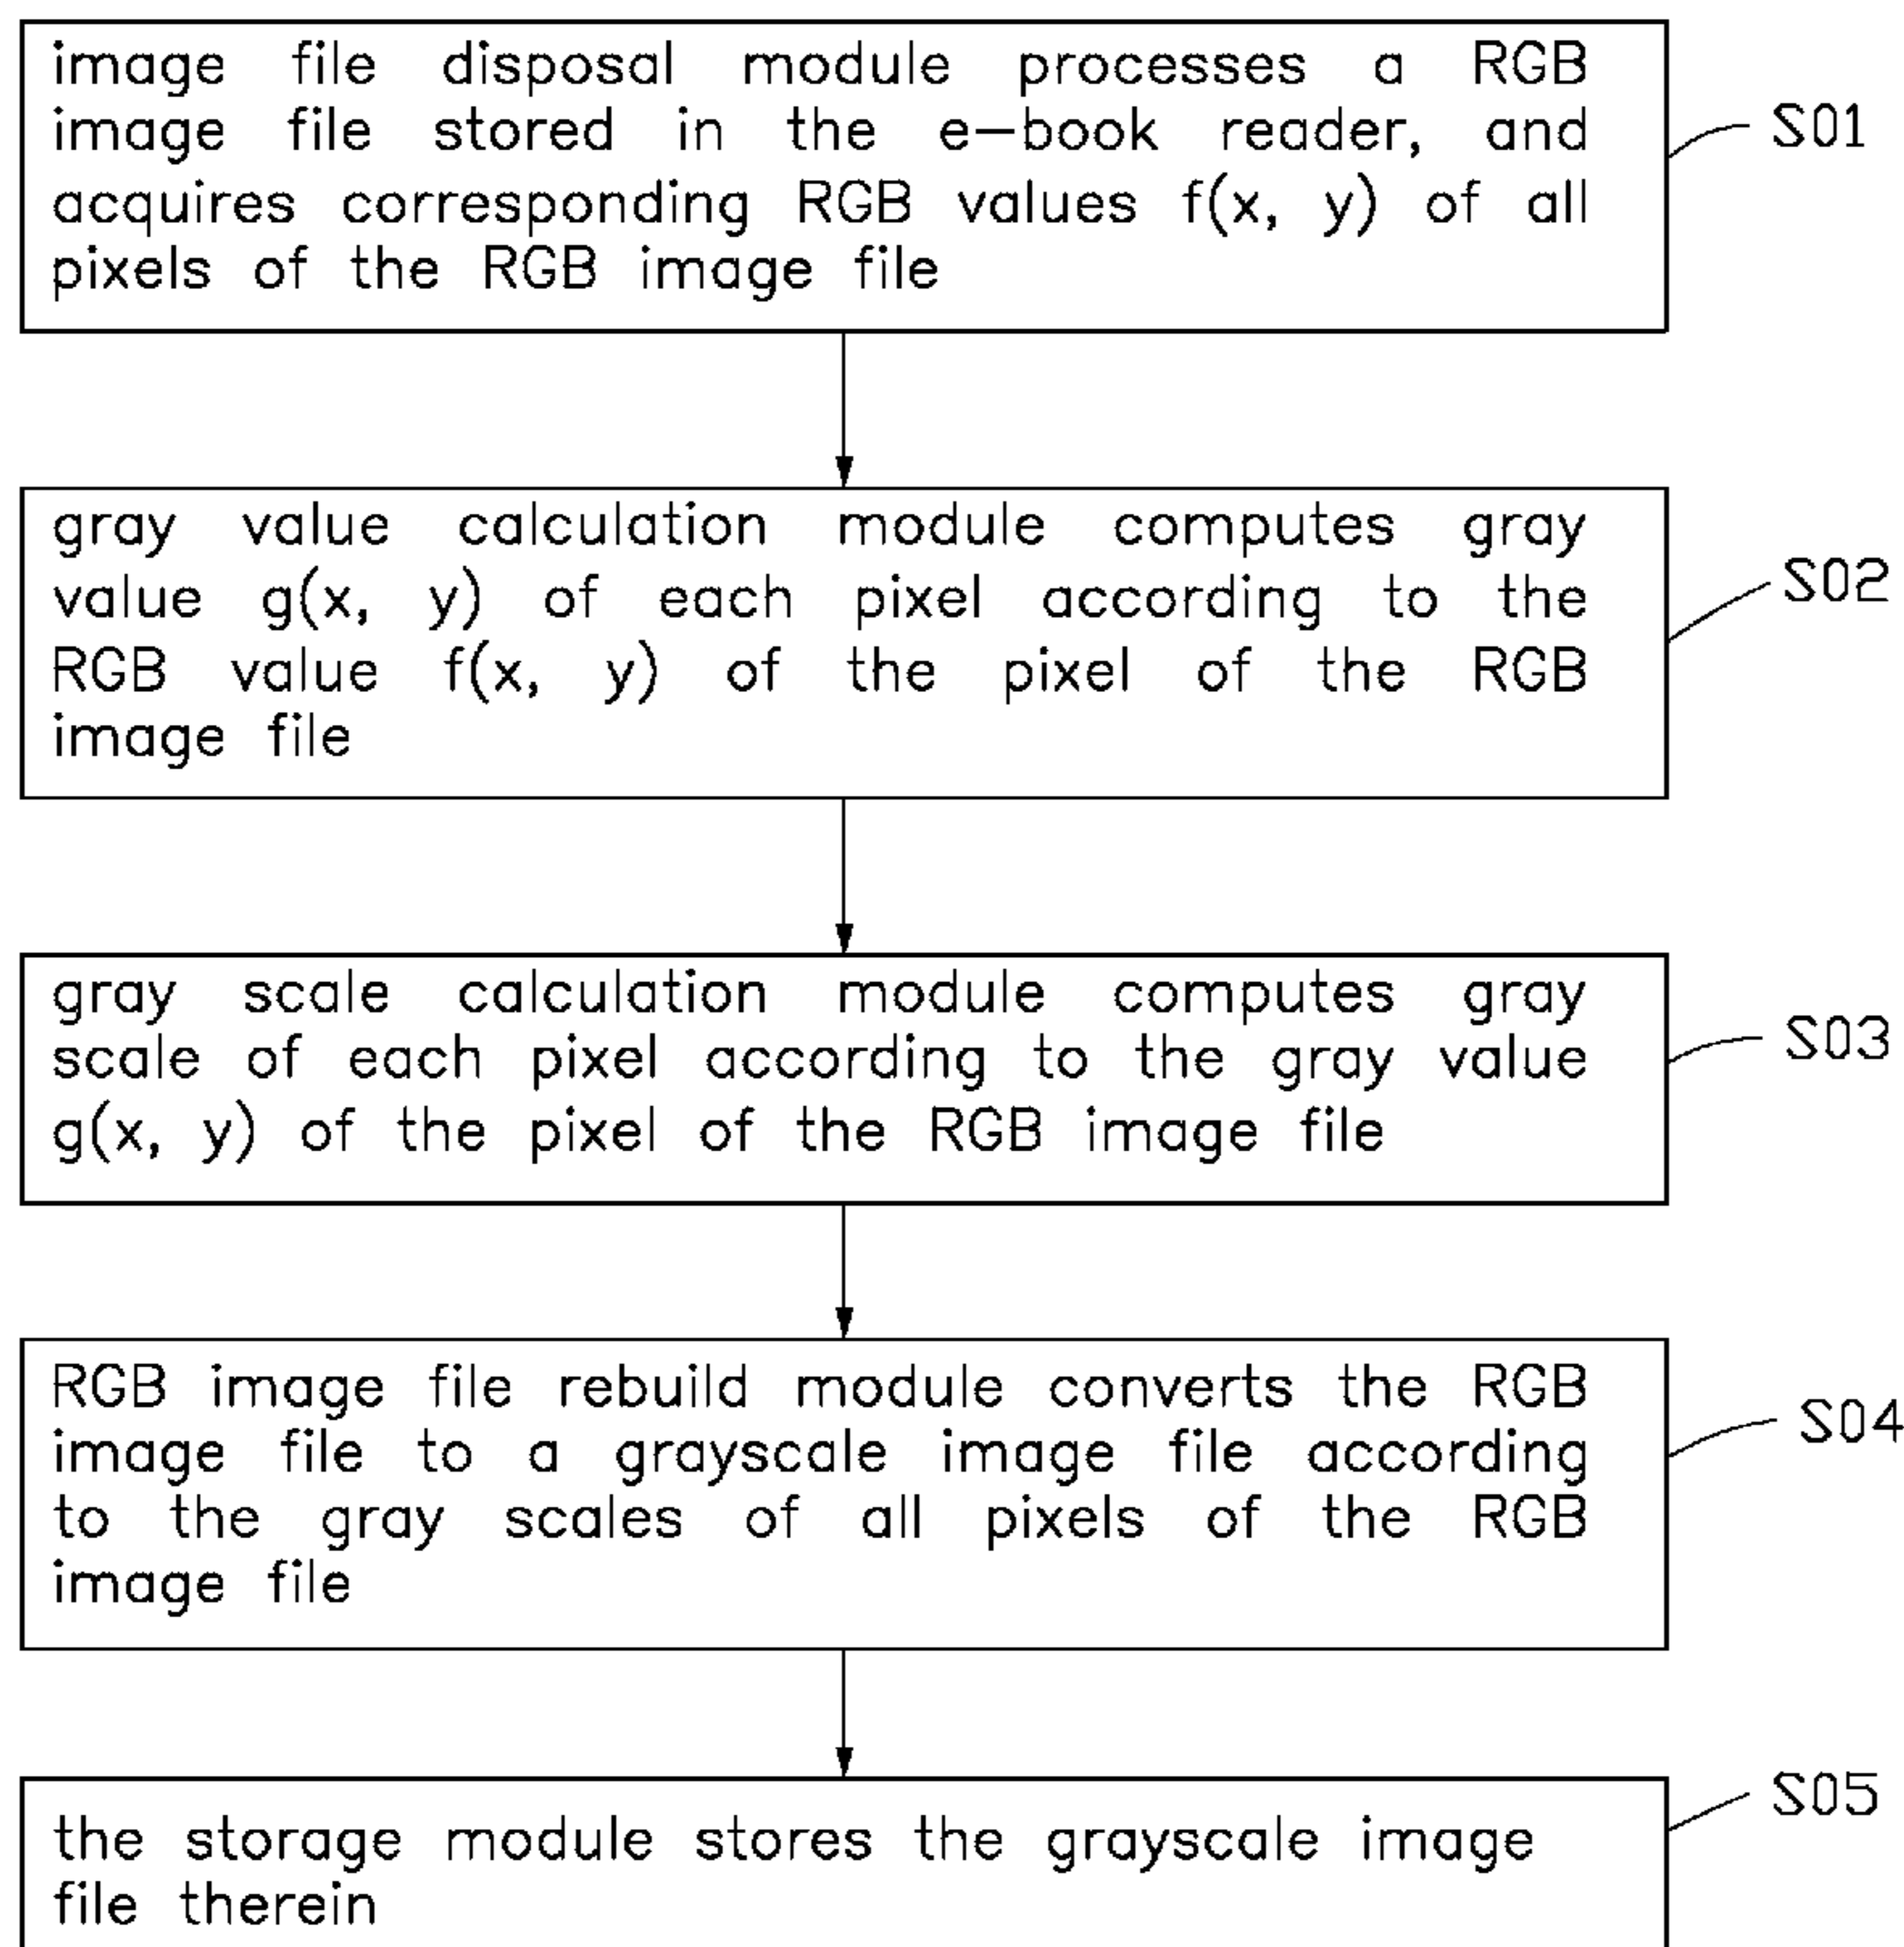 image file disposal module processes a RGB
image file stored in the e-book reader, and
acquires corresponding RGB values f(x, y) of all
pixels of the RGB image file
S01
gray value calculation module computes gray
value g(x, y) of each pixel according to the
RGB value f(x, y) of the pixel of the RGB
image file
S02
gray scale calculation module computes gray
scale of each pixel according to the gray value
g(x, y) of the pixel of the RGB image file
S03
RGB image file rebuild module converts the RGB
image file to a grayscale image file according
to the gray scales of all pixels of the RGB
image file
S04
the storage module stores the grayscale image
file therein
S05